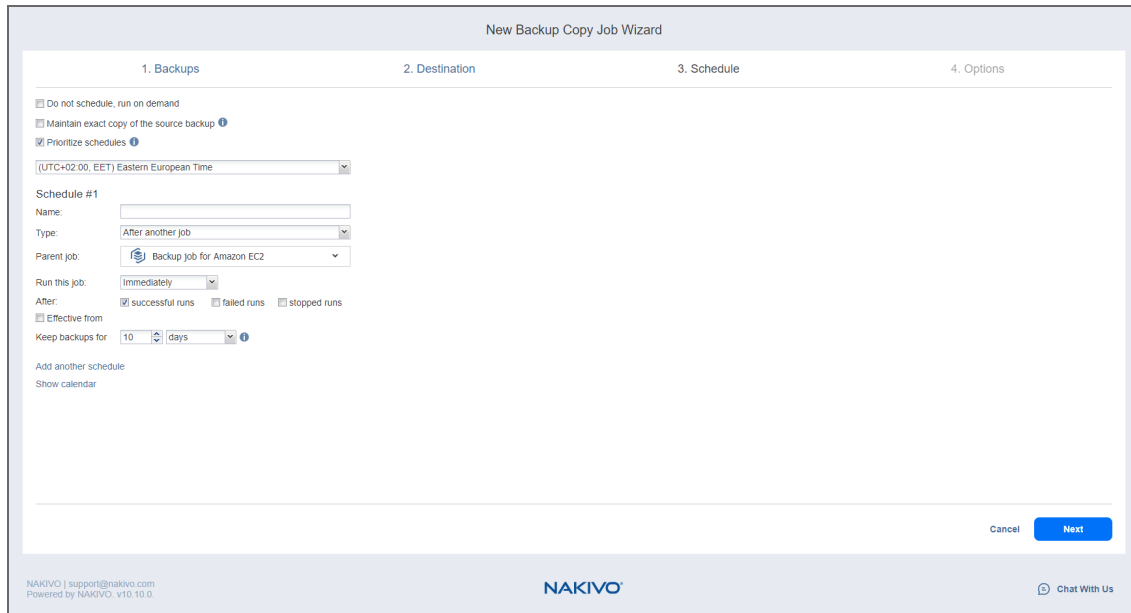 New Backup Copy Job Wizard
1. Backups 2. Destination 3. Schedule 4. Options
Do not schedule, run on demand
Maintain exact copy of the source backup
Prioritize schedules
(UTC+02:00, EET) Eastern European Time
Schedule #1
Name:
Type: After another job
Parent job: Backup job for Amazon EC2
Run this job: Immediately
After: successful runs failed runs stopped runs
Effective from
Keep backups for 10 days
Add another schedule
Show calendar
Cancel Next
NAKIVO | support@nakivo.com
Powered by NAKIVO. v10.10.0.
NAKIVO®
Chat With Us